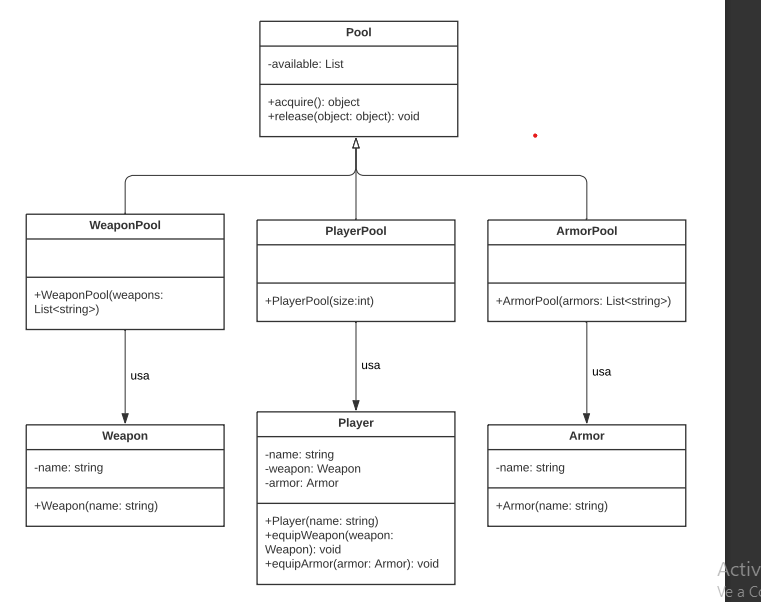 Pool
-available: List
+acquire(): object
+release(object: object): void
WeaponPool
+WeaponPool(weapons:
List<string>)
PlayerPool
+PlayerPool(size:int)
ArmorPool
+ArmorPool(armors: List<string>)
usa
usa
usa
Weapon
-name: string
+Weapon(name: string)
Player
-name: string
-weapon: Weapon
-armor: Armor
+Player(name: string)
+equipWeapon(weapon:
Weapon): void
+equipArmor(armor: Armor): void
Armor
-name: string
+Armor(name: string)
Activ
Ve a Co